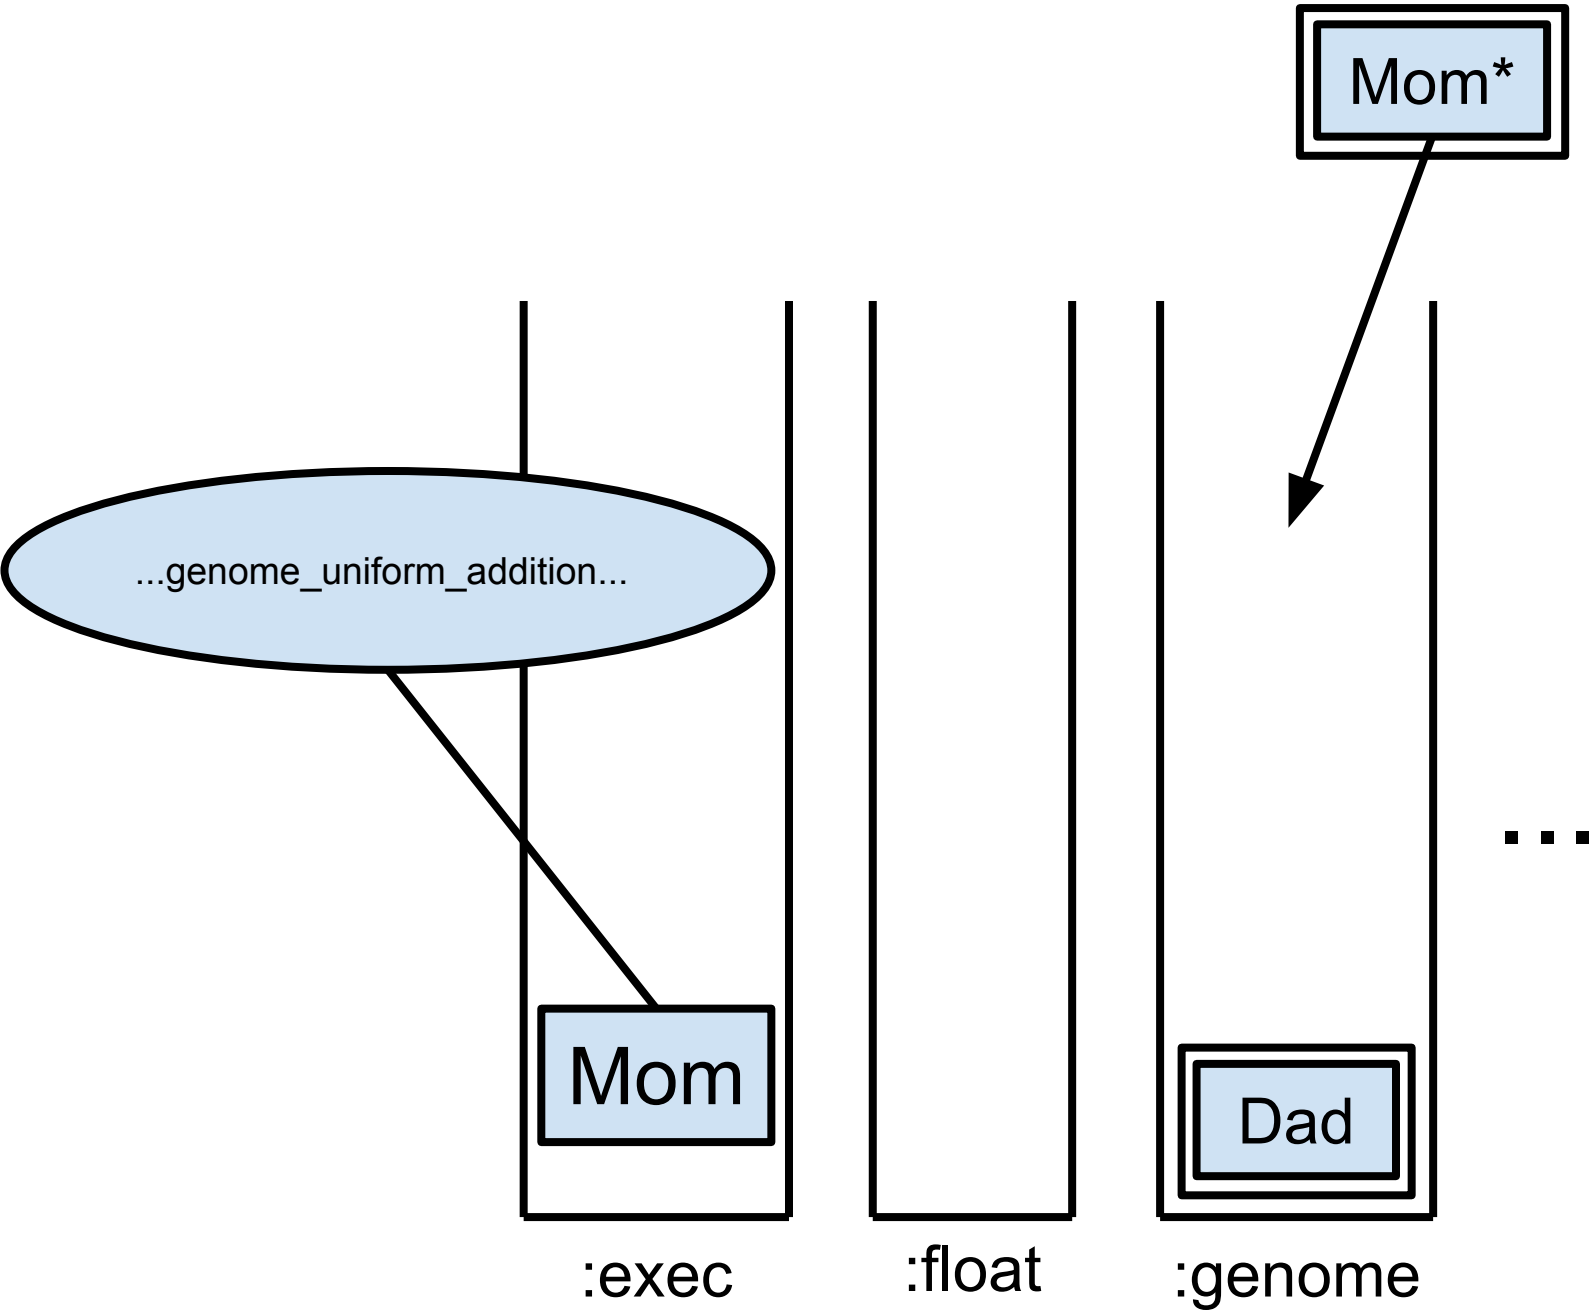 Mom*
...genome_uniform_addition...
Mom
Dad
:exec
:float
:genome
...